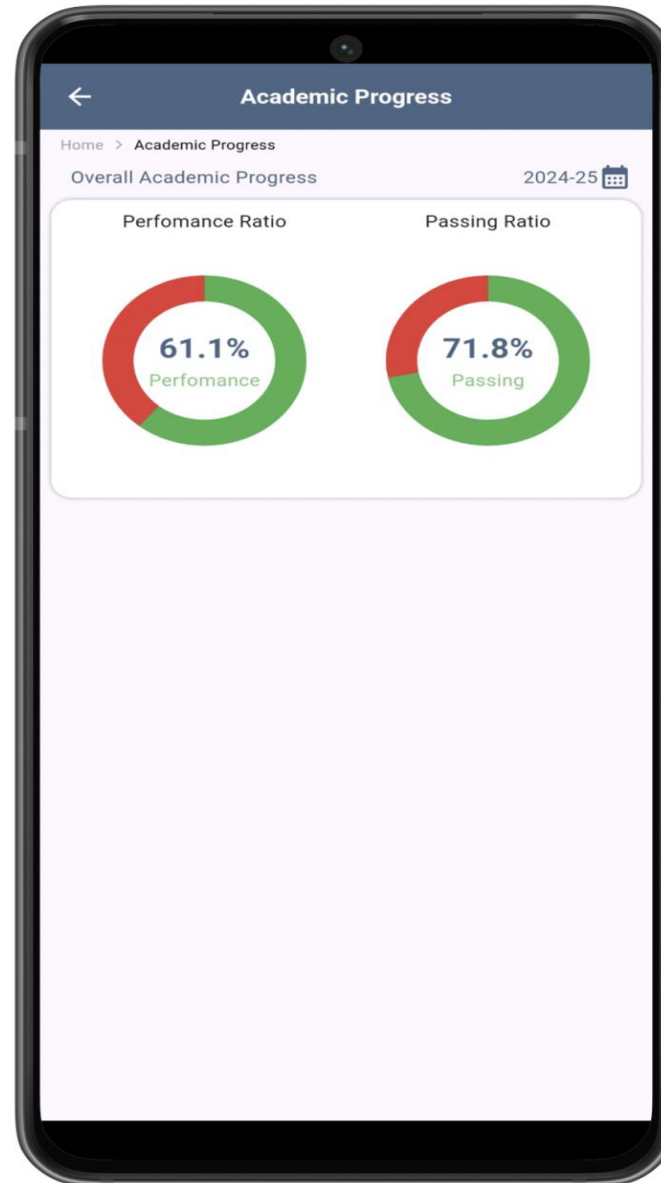 Academic Progress
Home > Academic Progress
Overall Academic Progress 2024-25
Perfomance Ratio Passing Ratio
61.1% 71.8%
Perfomance Passing